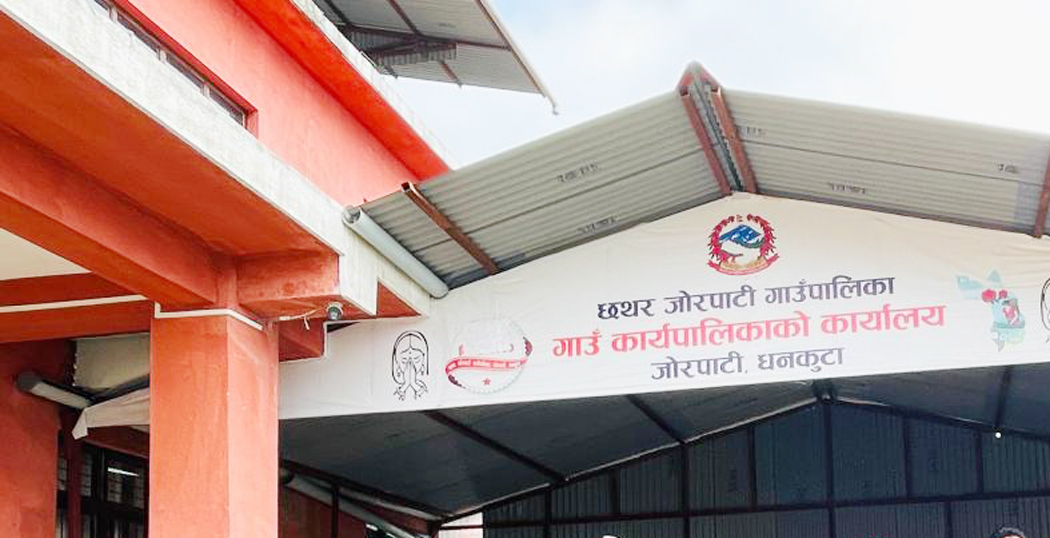 छथर जोरपाटी गाउँपालिका
गाउँ कार्यपालिकाको कार्यालय
जोरपाटी, धनकुटा